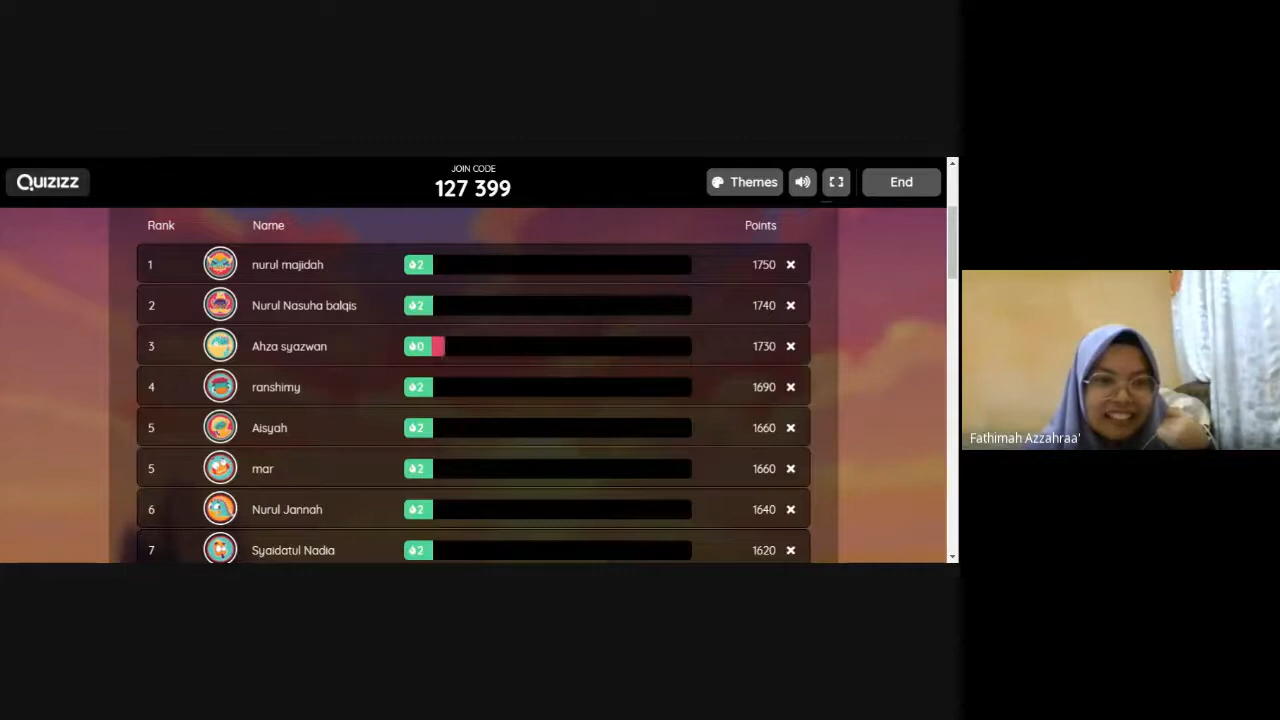 QUIZIZZ
JOIN CODE
127 399
Themes
End
Rank Name Points
1 nurul majidah 2 1750
2 Nurul Nasuha balqis 2 1740
3 Ahza syazwan 0 1730
4 ranshimy 2 1690
5 Aisyah 2 1660
5 mar 2 1660
6 Nurul Jannah 2 1640
7 Syaidatul Nadia 2 1620
Fathimah Azzahraa'